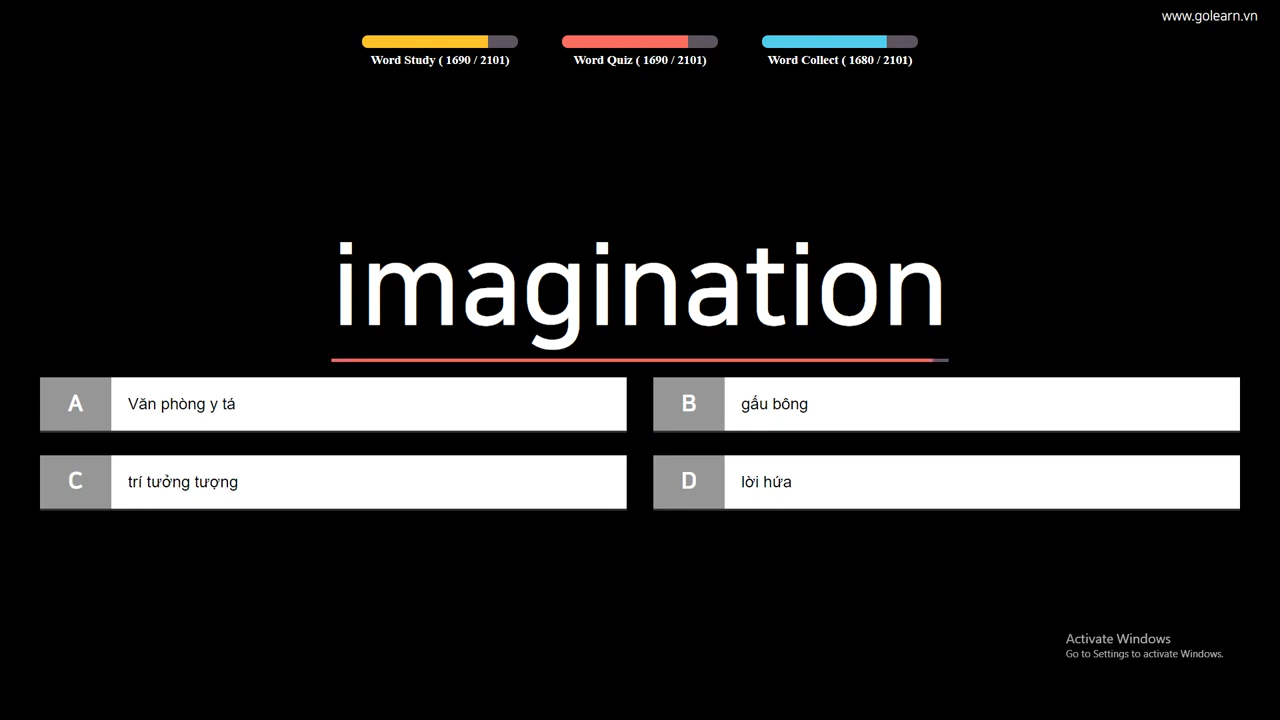 www.golearn.vn
Word Study ( 1690 / 2101)
Word Quiz ( 1690 / 2101)
Word Collect ( 1680 / 2101)
imagination
A Văn phòng y tá
B gấu bông
C trí tưởng tượng
D lời hứa
Activate Windows
Go to Settings to activate Windows.